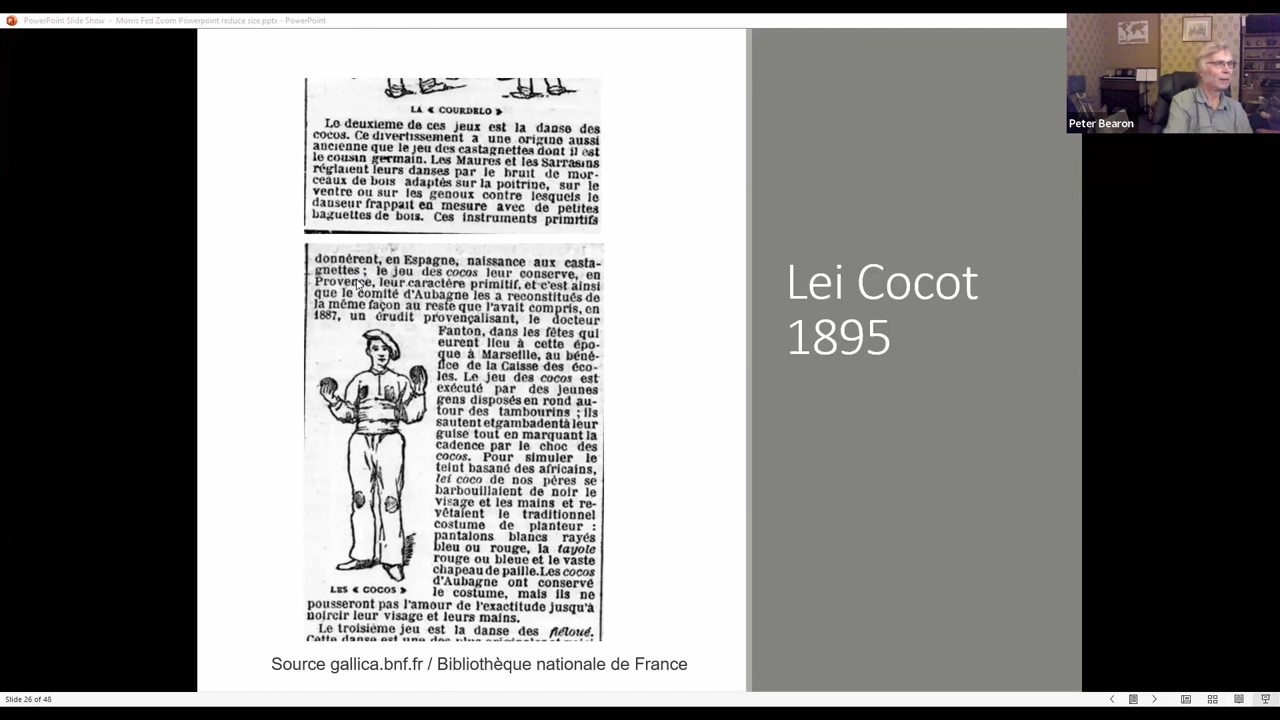 PowerPoint Slide Show - Morris Fed Zoom Powerpoint reduce size.pptx - PowerPoint
Peter Bearon
LA « COURDELO »
Le deuxieme de ces jeux est la danse des
cocos. Ce divertissement a une origine aussi
ancienne que le jeu des castagnettes dont il est
le cousin germain. Les Maures et les Sarrasins
réglaient leurs danses par le bruit de mor-
ceaux de bois adaptés sur la poitrine, sur le
ventre ou sur les genoux contre lesquels le
danseur frappait en mesure avec de petites
baguettes de bois. Ces instruments primitifs
donnérent, en Espagne, naissance aux casta-
gnettes ; le jeu des cocos leur conserve, en
Provence, leur caractère primitif, et c'est ainsi
que le comité d'Aubagne les a reconstitués de
la même façon au reste que l'avait compris, en
1887, un érudit provençalisant, le docteur
Fanton, dans les fêtes qui
eurent lieu à cette épo-
que à Marseille, au béné-
fice de la Caisse des éco-
les. Le jeu des cocos est
exécuté par des jeunes
gens disposés en rond au-
tour des tambourins ; ils
sautent et gambadent à leur
guise tout en marquant la
cadence par le choc des
cocos. Pour simuler le
teint basané des africains,
lei coco de nos pères se
barbouillaient de noir le
visage et les mains et re-
vêtaient le traditionnel
costume de planteur :
pantalons blancs rayés
bleu ou rouge, la tayote
rouge ou bleue et le vaste
chapeau de paille. Les cocos
d'Aubagne ont conservé
le costume, mais ils ne
LES « COCOS »
pousseront pas l'amour de l'exactitude jusqu'à
noircir leur visage et leurs mains.
Le troisième jeu est la danse des fiéloué.
Cette danse est une des plus originales et
Lei Cocot
1895
Source gallica.bnf.fr / Bibliothèque nationale de France
Slide 26 of 48